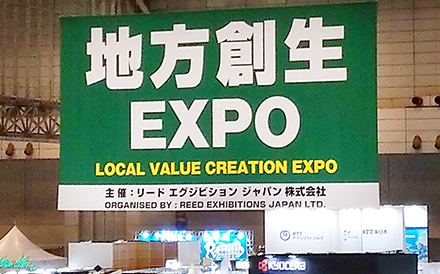 地方創生
EXPO
LOCAL VALUE CREATION EXPO
主催：リード エグジビション ジャパン 株式会社
ORGANISED BY : REED EXHIBITIONS JAPAN LTD.
KYODEKA